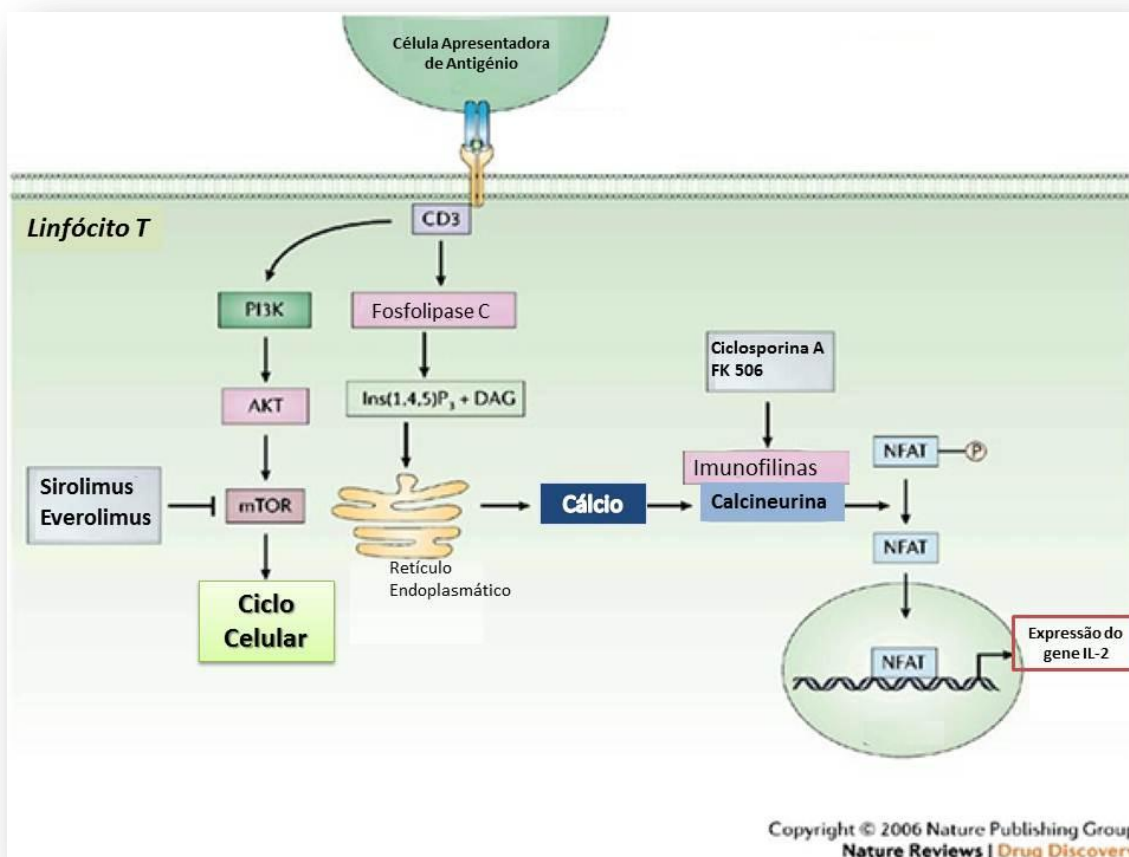 Célula Apresentadora
de Antigénio
Linfócito T
CD3
PI3K
Fosfolipase C
Ciclosporina A
FK 506
AKT
Ins(1,4,5)P₃ + DAG
Imunofilinas
NFAT
P
Sirolimus
Everolimus
mTOR
Cálcio
Calcineurina
NFAT
Retículo
Endoplasmático
Ciclo
Celular
Expressão do
gene IL-2
NFAT
Copyright © 2006 Nature Publishing Group
Nature Reviews | Drug Discovery